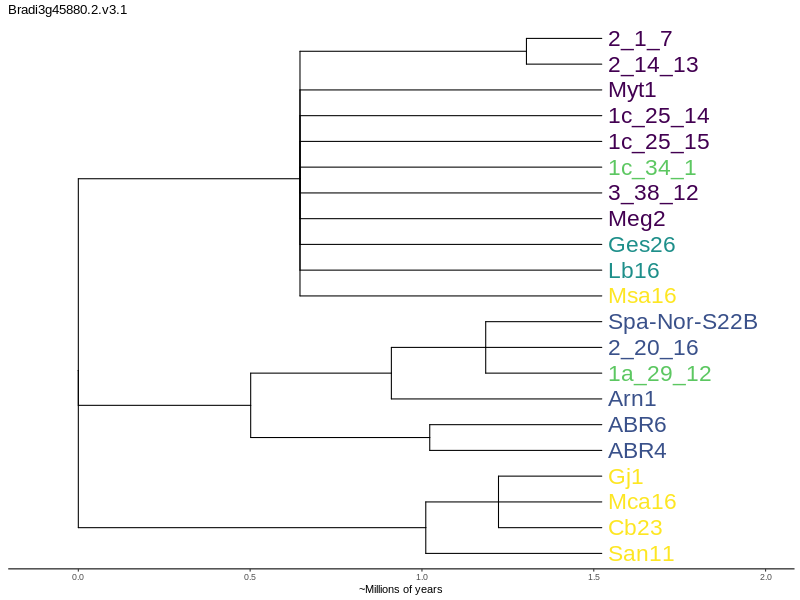 Bradi3g45880.2.v3.1
2_1_7
2_14_13
Myt1
1c_25_14
1c_25_15
1c_34_1
3_38_12
Meg2
Ges26
Lb16
Msa16
Spa-Nor-S22B
2_20_16
1a_29_12
Arn1
ABR6
ABR4
Gj1
Mca16
Cb23
San11
0.0 0.5 1.0 1.5 2.0
~Millions of years